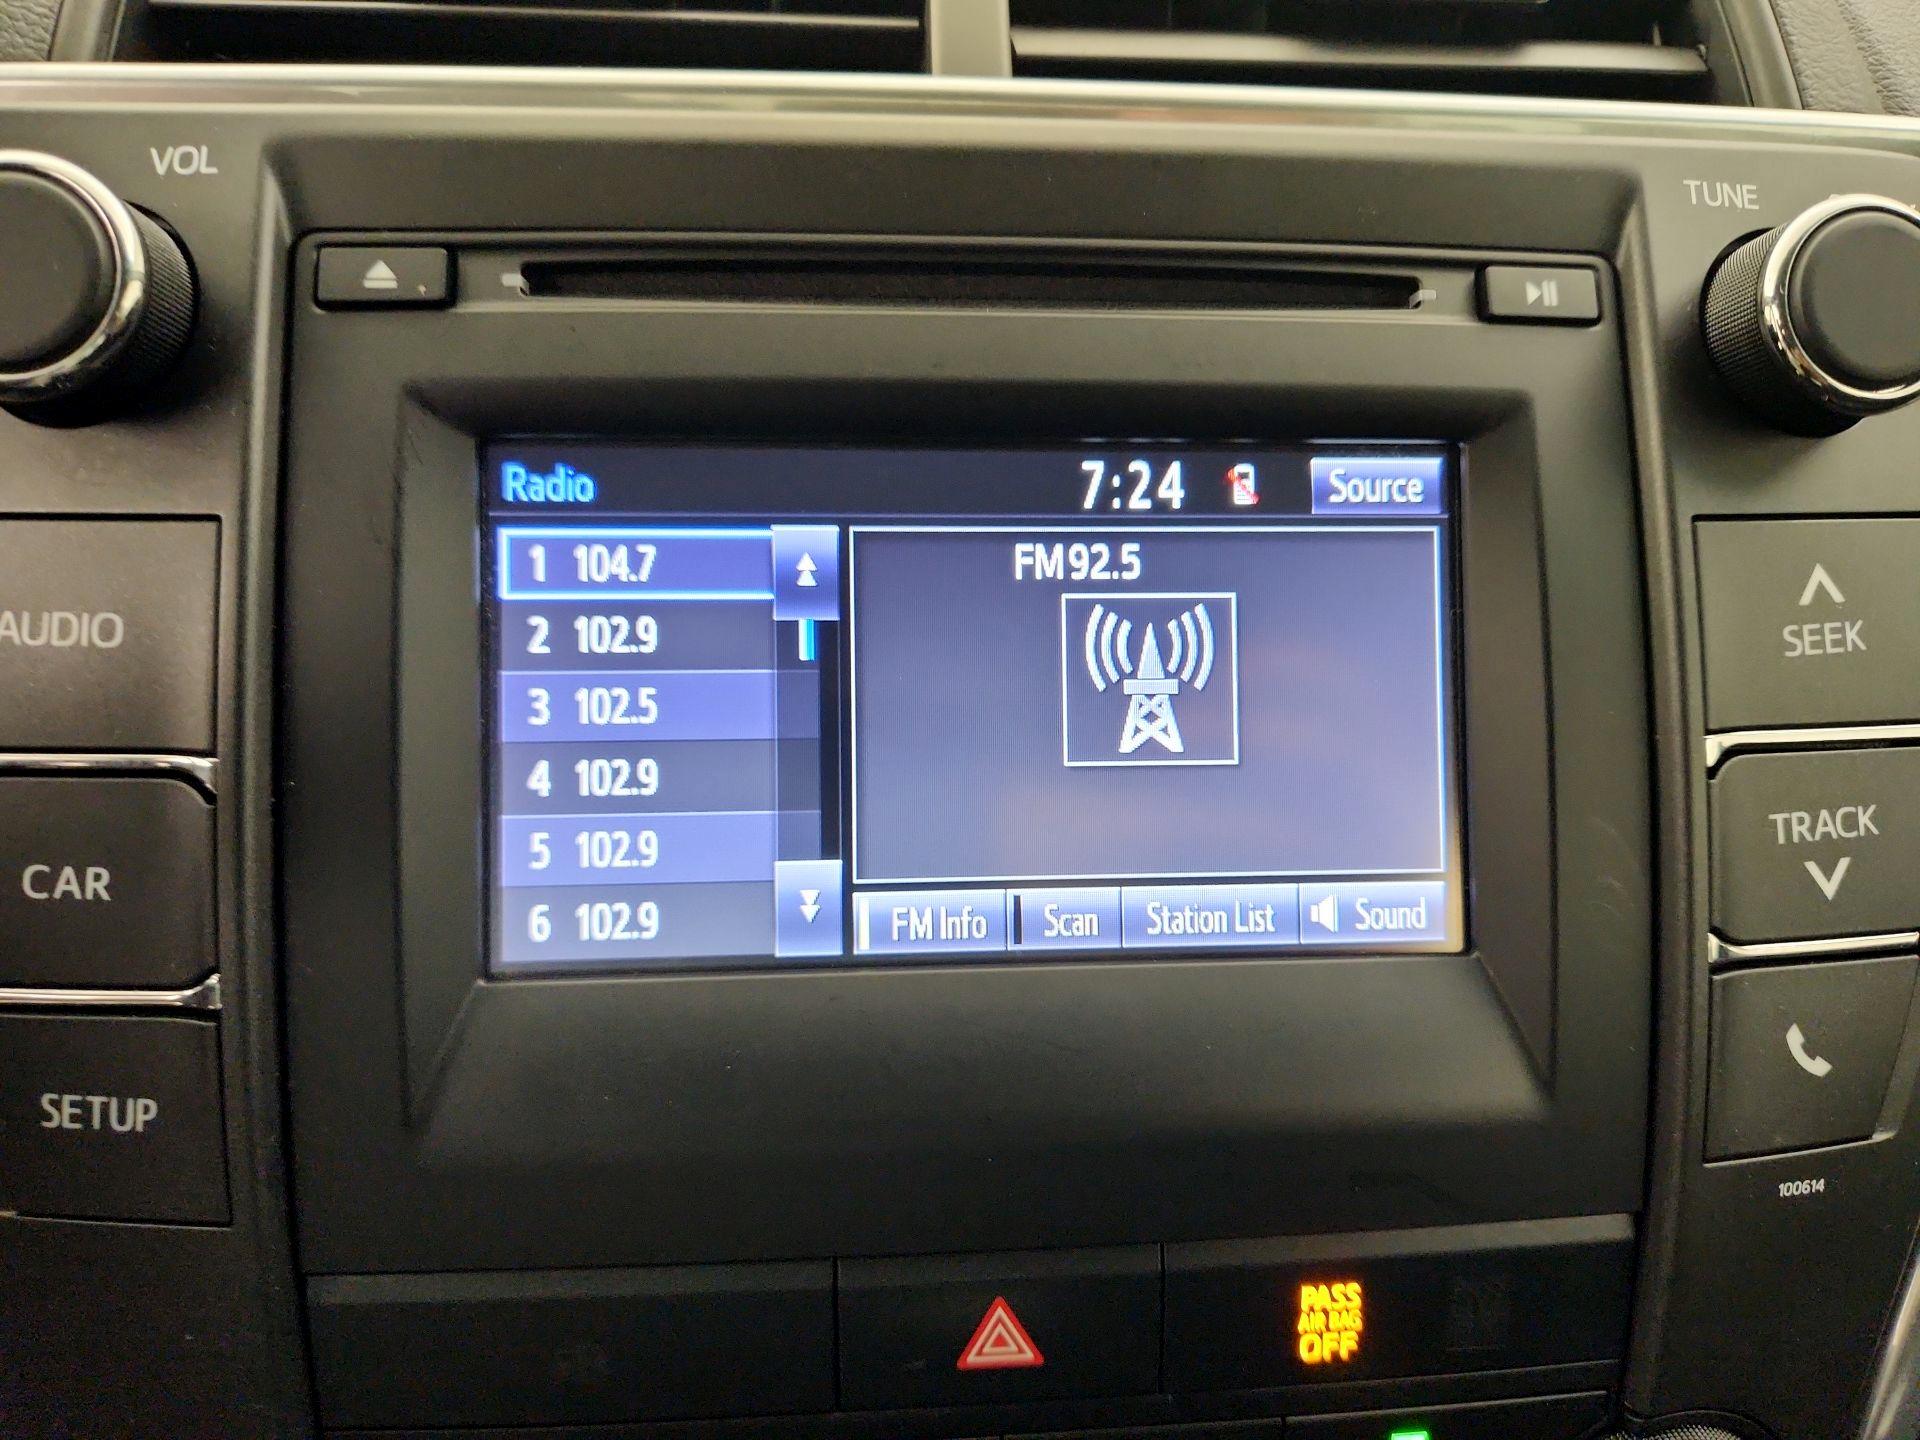 VOL
TUNE
Radio
7:24
Source
1 104.7
2 102.9
3 102.5
4 102.9
5 102.9
6 102.9
FM 92.5
FM Info
Scan
Station List
Sound
AUDIO
CAR
SETUP
SEEK
TRACK
100614
PASS
AIR BAG
OFF